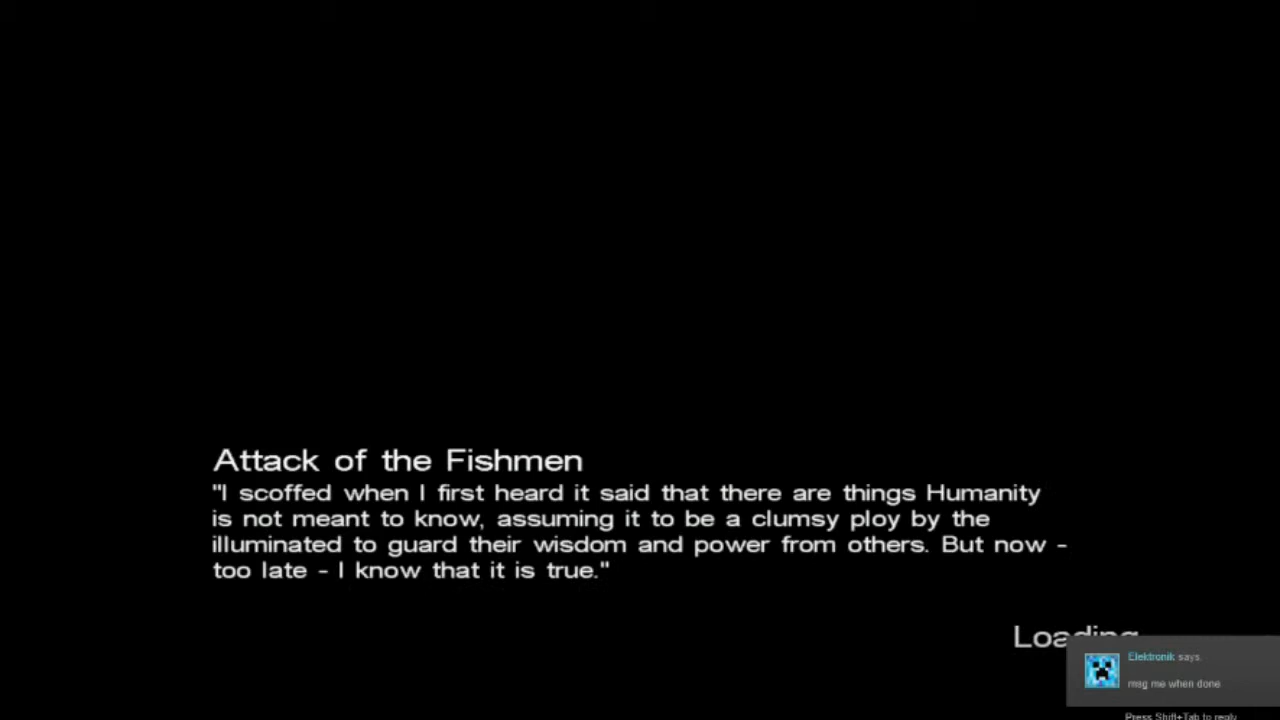 Attack of the Fishmen
"I scoffed when I first heard it said that there are things Humanity
is not meant to know, assuming it to be a clumsy ploy by the
illuminated to guard their wisdom and power from others. But now -
too late - I know that it is true."
Loading
Elektronik says:
msg me when done
Press Shift+Tab to reply